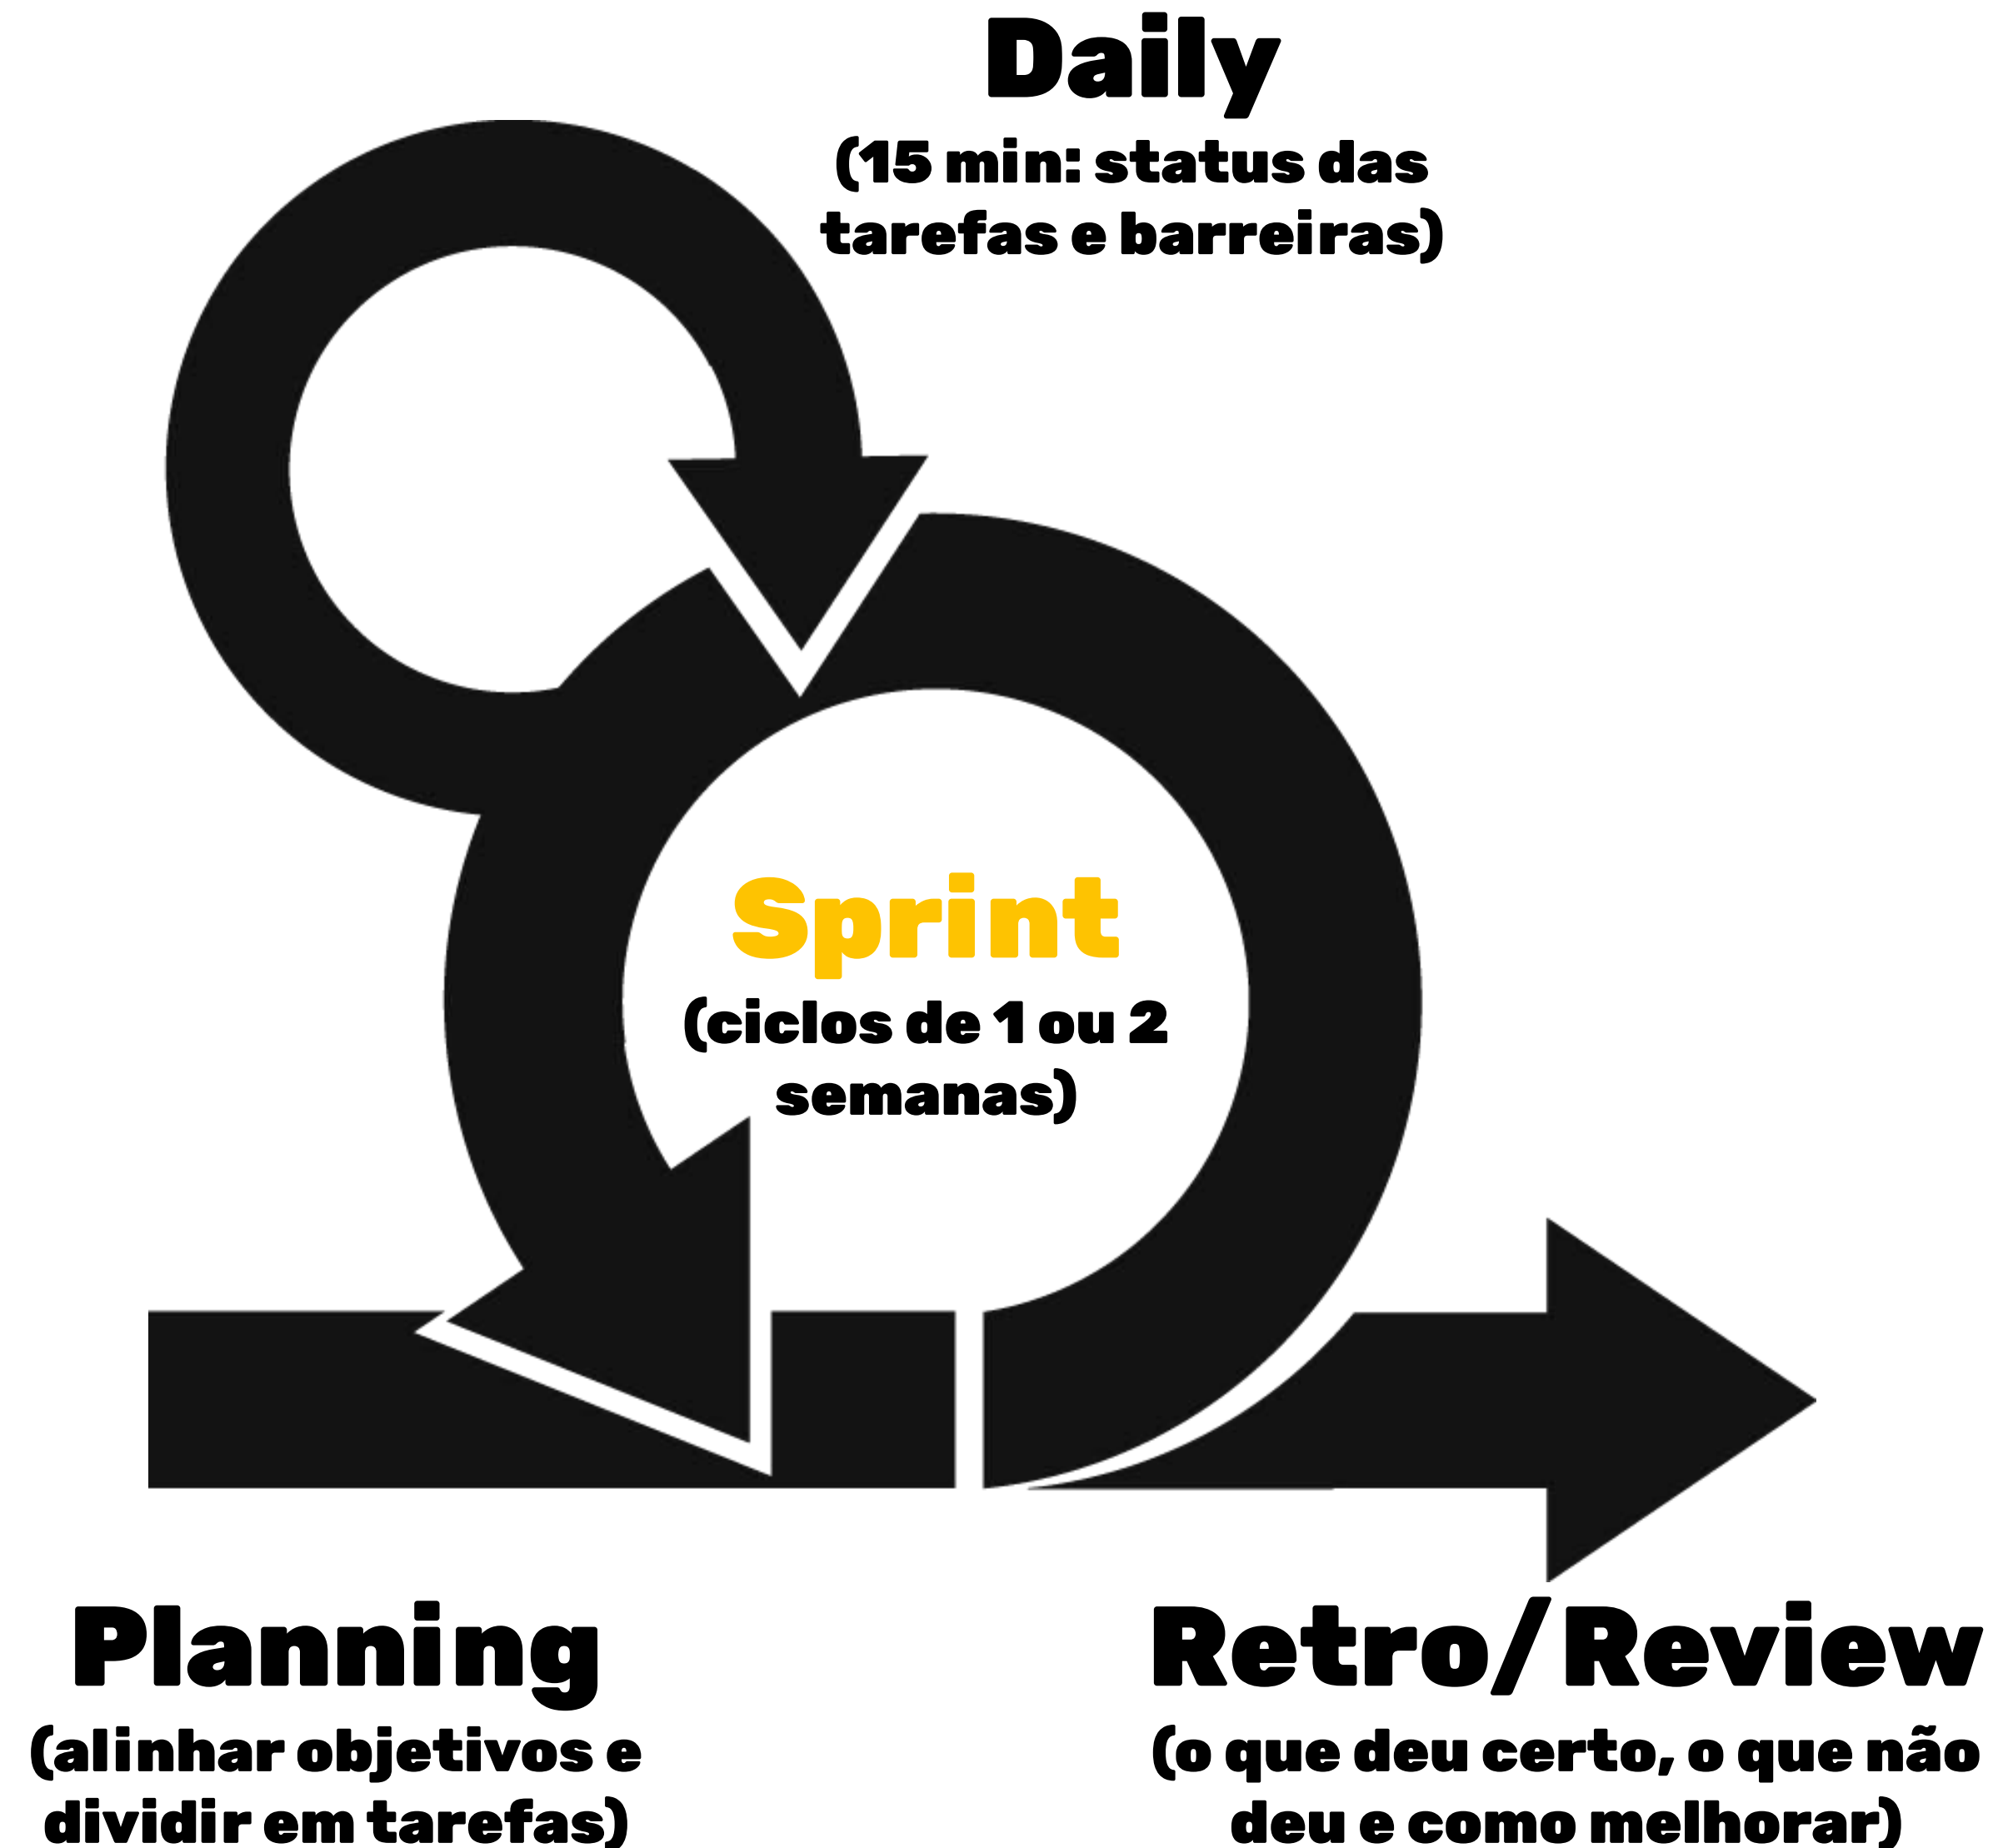 Daily
(15 min: status das
tarefas e barreiras)
Sprint
(ciclos de 1 ou 2
semanas)
Planning
(alinhar objetivos e
dividir em tarefas)
Retro/Review
(o que deu certo, o que não
deu e como melhorar)